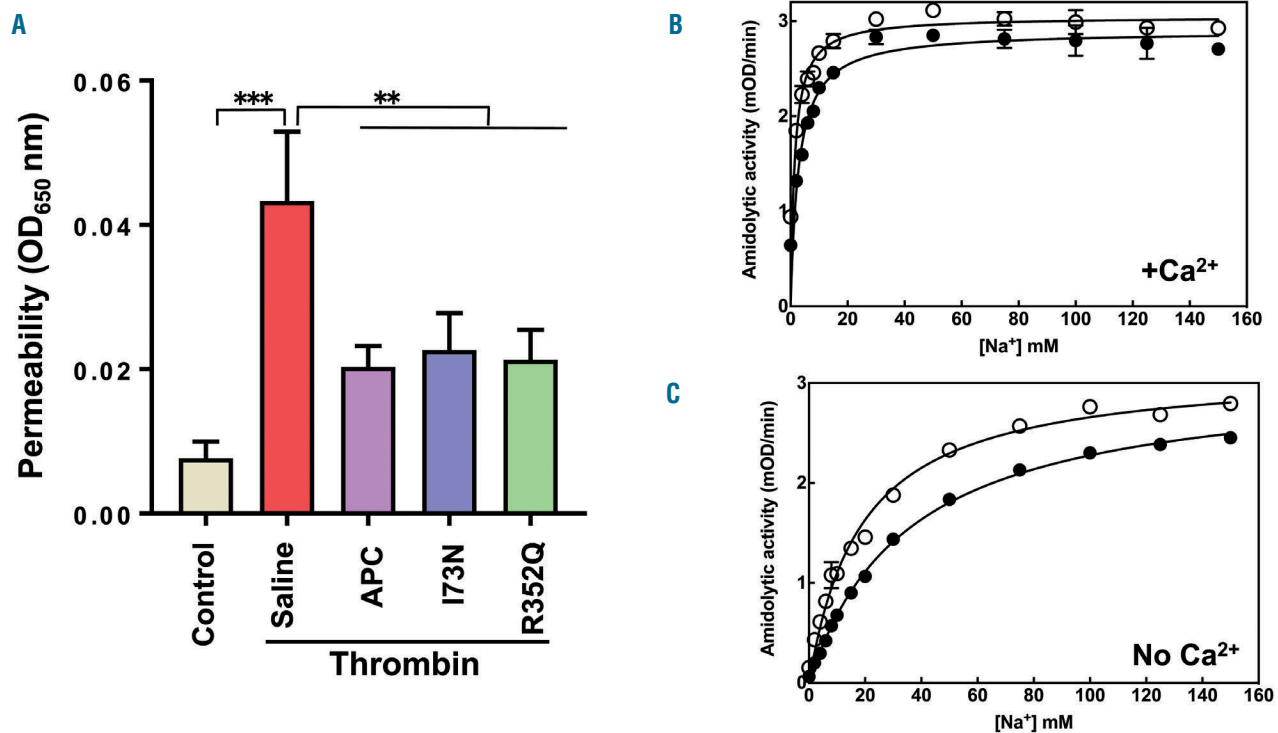 A
Permeability (OD650 nm)
0.06
0.04
0.02
0.00
***
**
Control
Saline
APC
I73N
R352Q
Thrombin
B
Amidolytic activity (mOD/min)
3
2
1
0
0 20 40 60 80 100 120 140 160
[Na⁺] mM
+Ca²⁺
C
Amidolytic activity (mOD/min)
3
2
1
0
0 20 40 60 80 100 120 140 160
[Na⁺] mM
No Ca²⁺